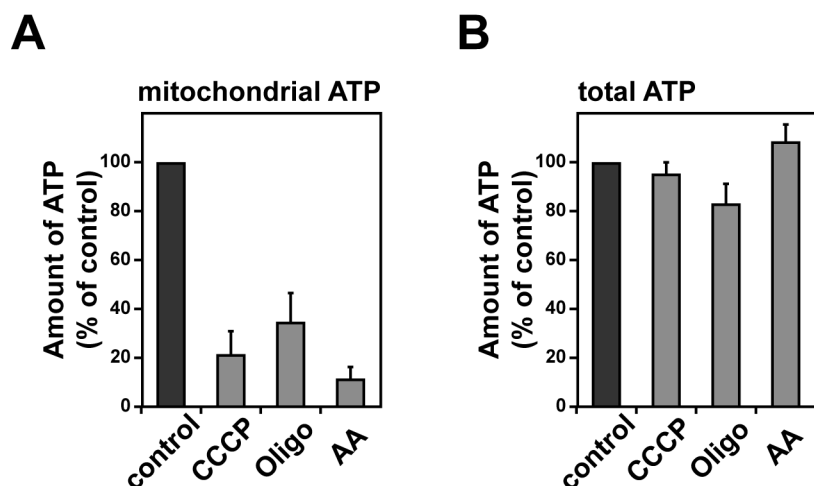 A
mitochondrial ATP
Amount of ATP
(% of control)
100
80
60
40
20
0
control
CCCP
Oligo
AA
B
total ATP
Amount of ATP
(% of control)
100
80
60
40
20
0
control
CCCP
Oligo
AA